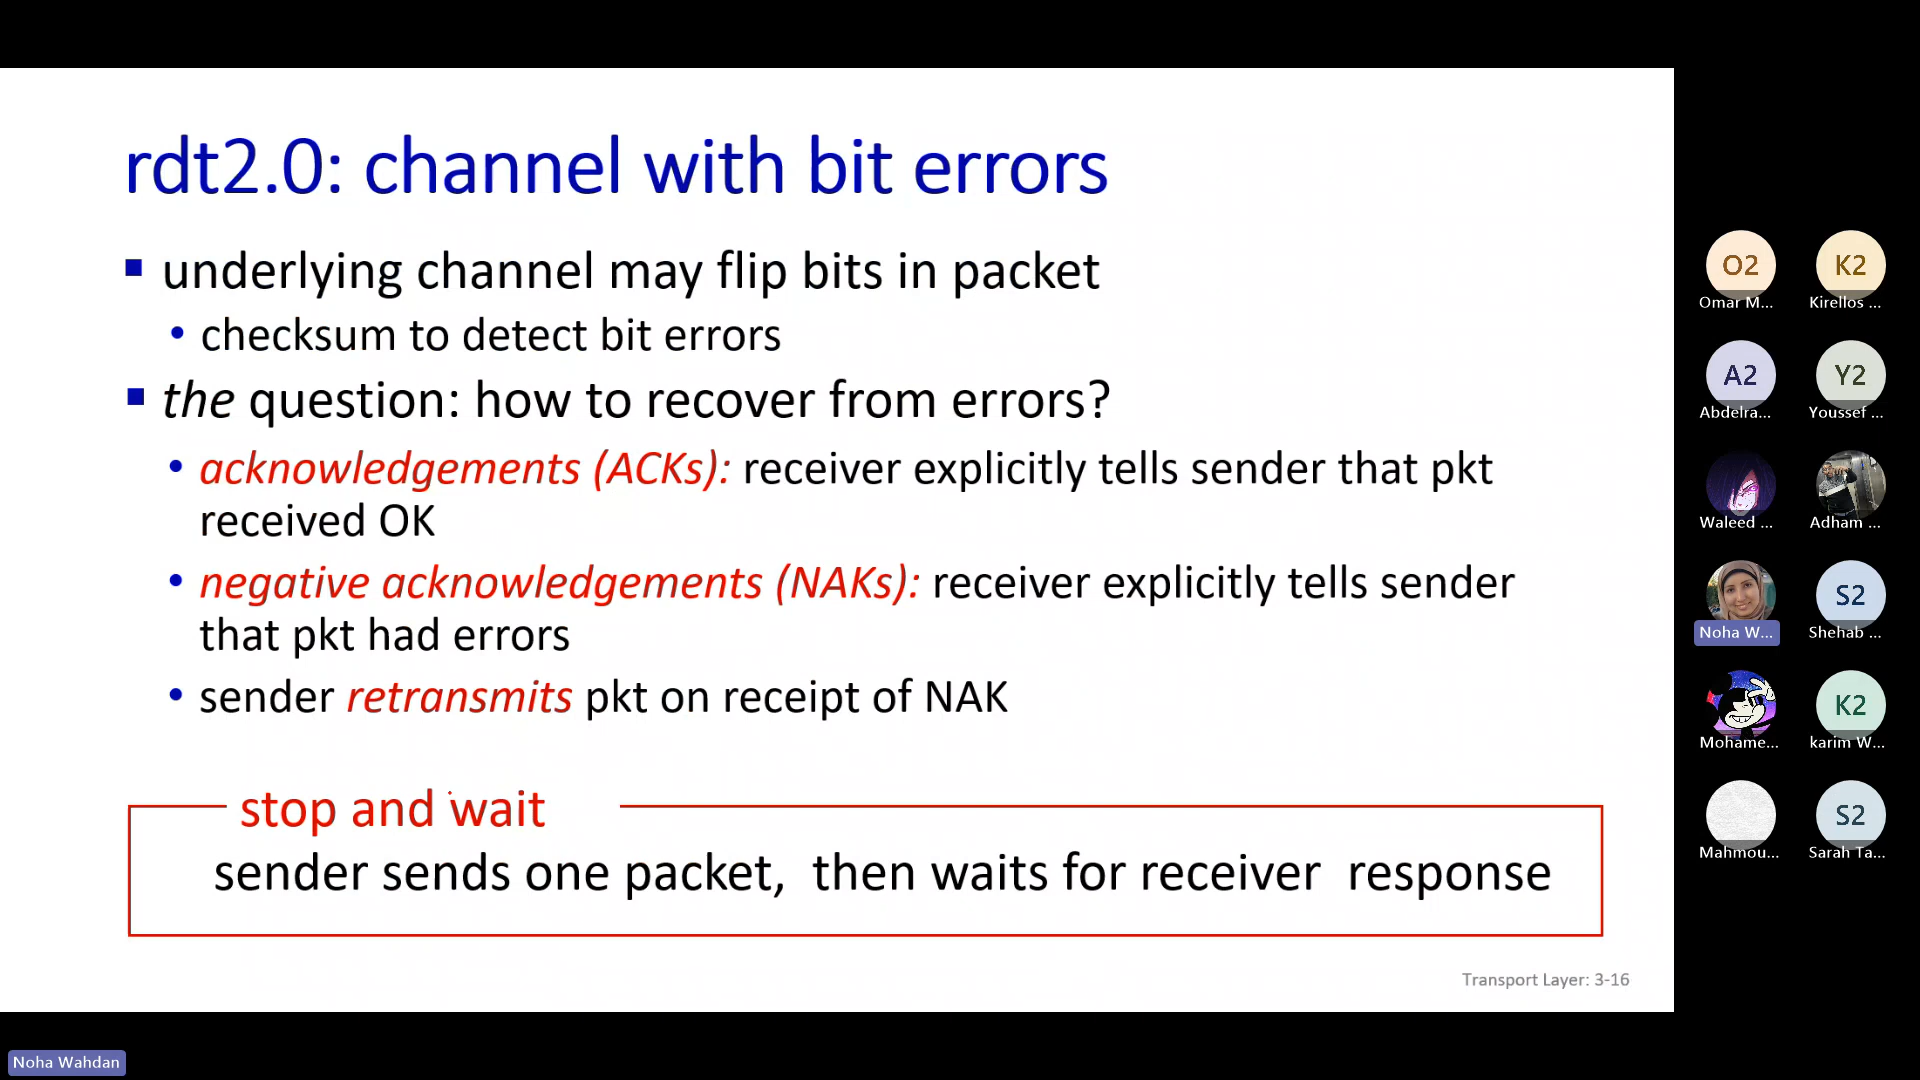 rdt2.0: channel with bit errors
underlying channel may flip bits in packet
checksum to detect bit errors
the question: how to recover from errors?
acknowledgements (ACKs): receiver explicitly tells sender that pkt
received OK
negative acknowledgements (NAKs): receiver explicitly tells sender
that pkt had errors
sender retransmits pkt on receipt of NAK
stop and wait
sender sends one packet, then waits for receiver response
Transport Layer: 3-16
O2
Omar M...
K2
Kirellos ...
A2
Abdelra...
Y2
Youssef ...
Waleed ...
Adham ...
Noha W...
S2
Shehab ...
Mohame...
K2
karim W...
Mahmou...
S2
Sarah Ta...
Noha Wahdan